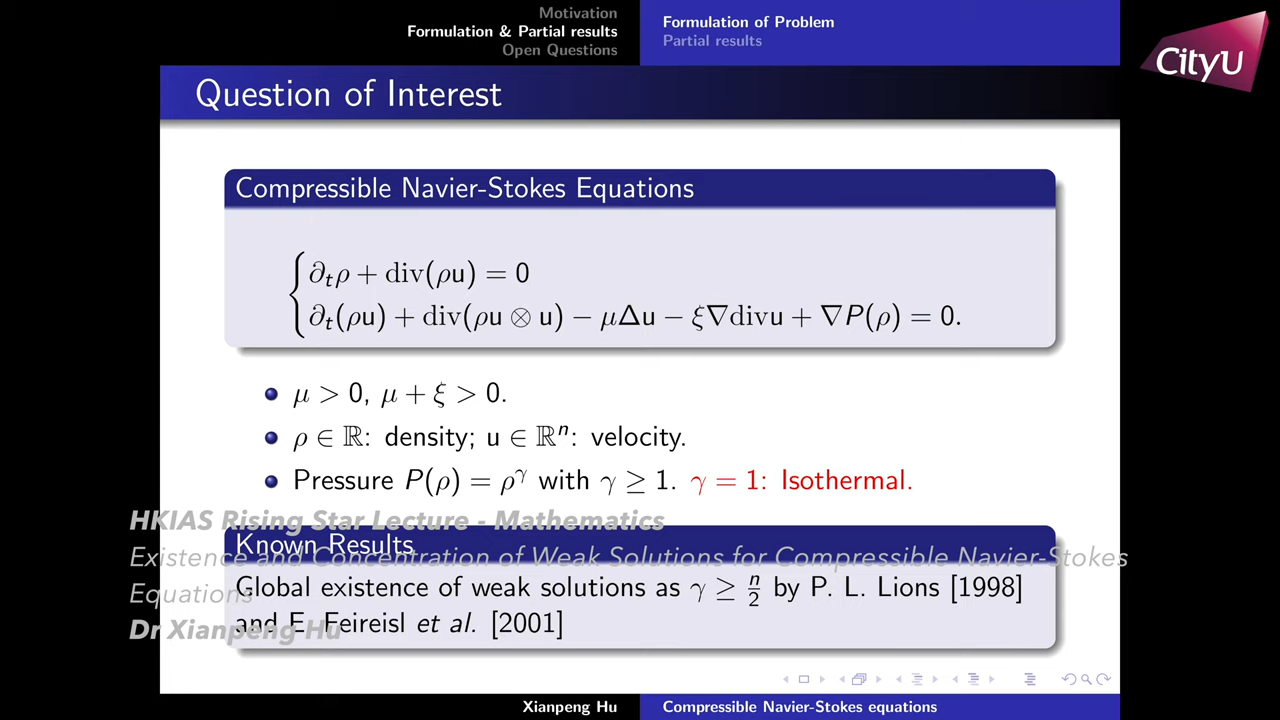 Motivation
Formulation & Partial results
Open Questions
Formulation of Problem
Partial results
CityU
Question of Interest
Compressible Navier-Stokes Equations
∂ₜρ + div(ρu) = 0
∂ₜ(ρu) + div(ρu ⊗ u) − μΔu − ξ∇divu + ∇P(ρ) = 0.
μ > 0, μ + ξ > 0.
ρ ∈ ℝ: density; u ∈ ℝⁿ: velocity.
Pressure P(ρ) = ρ^γ with γ ≥ 1. γ = 1: Isothermal.
Known Results
Global existence of weak solutions as γ ≥ n/2 by P. L. Lions [1998]
and E. Feireisl et al. [2001]
HKIAS Rising Star Lecture - Mathematics
Existence and Concentration of Weak Solutions for Compressible Navier-Stokes
Equations
Dr Xianpeng Hu
Xianpeng Hu
Compressible Navier-Stokes equations